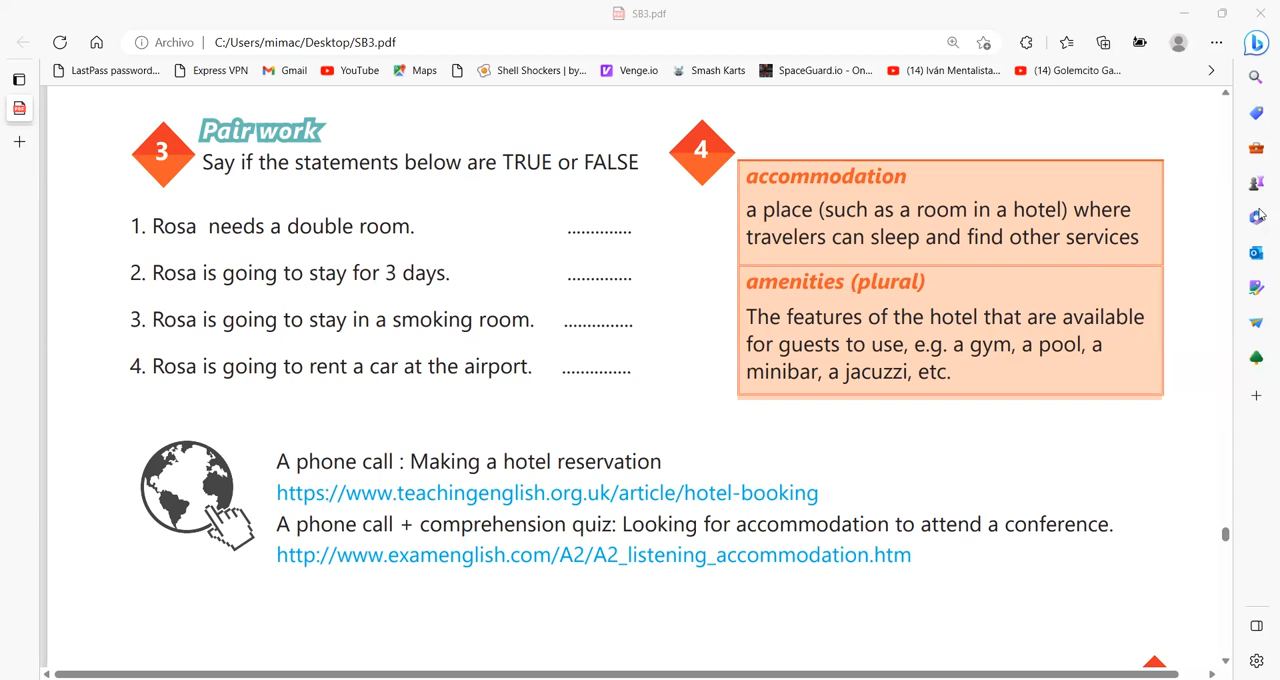 SB3.pdf
Archivo
C:/Users/mimac/Desktop/SB3.pdf
LastPass password...
Express VPN
Gmail
YouTube
Maps
Shell Shockers | by...
Venge.io
Smash Karts
SpaceGuard.io - On...
(14) Iván Mentalista...
(14) Golemcito Ga...
3
Pair work
Say if the statements below are TRUE or FALSE
1. Rosa needs a double room. .............
2. Rosa is going to stay for 3 days. .............
3. Rosa is going to stay in a smoking room. ..............
4. Rosa is going to rent a car at the airport. ..............
4
accommodation
a place (such as a room in a hotel) where
travelers can sleep and find other services
amenities (plural)
The features of the hotel that are available
for guests to use, e.g. a gym, a pool, a
minibar, a jacuzzi, etc.
A phone call : Making a hotel reservation
https://www.teachingenglish.org.uk/article/hotel-booking
A phone call + comprehension quiz: Looking for accommodation to attend a conference.
http://www.examenglish.com/A2/A2_listening_accommodation.htm